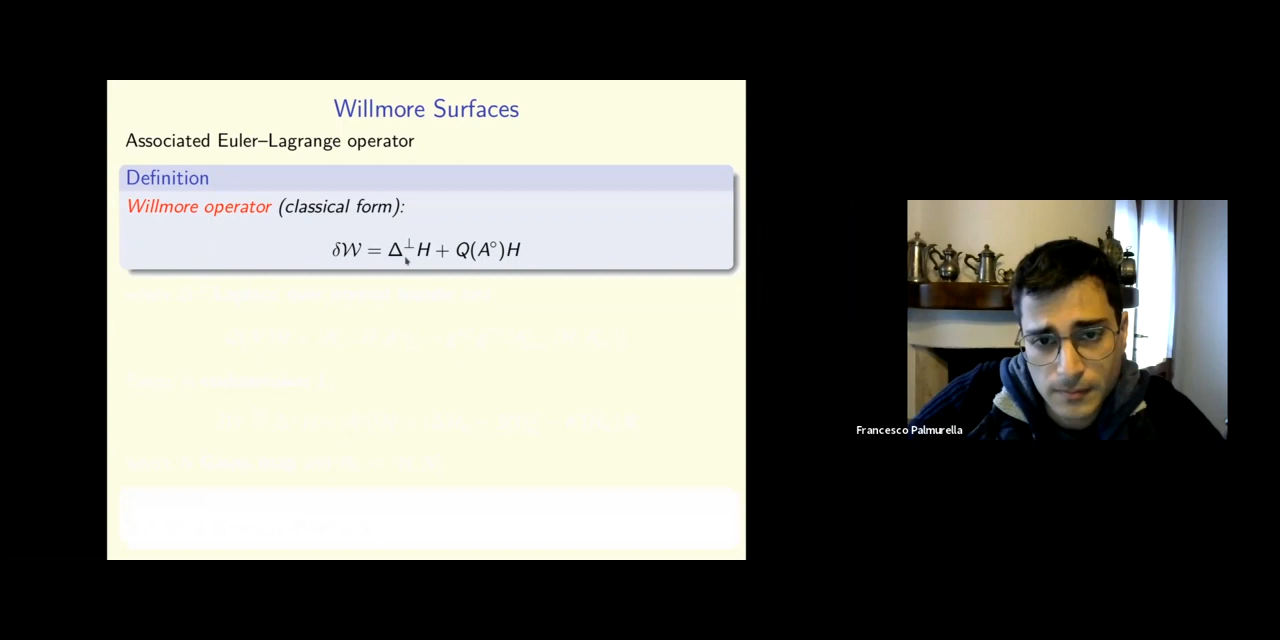 Willmore Surfaces
Associated Euler–Lagrange operator
Definition
Willmore operator (classical form):
δ𝒲 = Δ⊥H + Q(A°)H
Francesco Palmurella